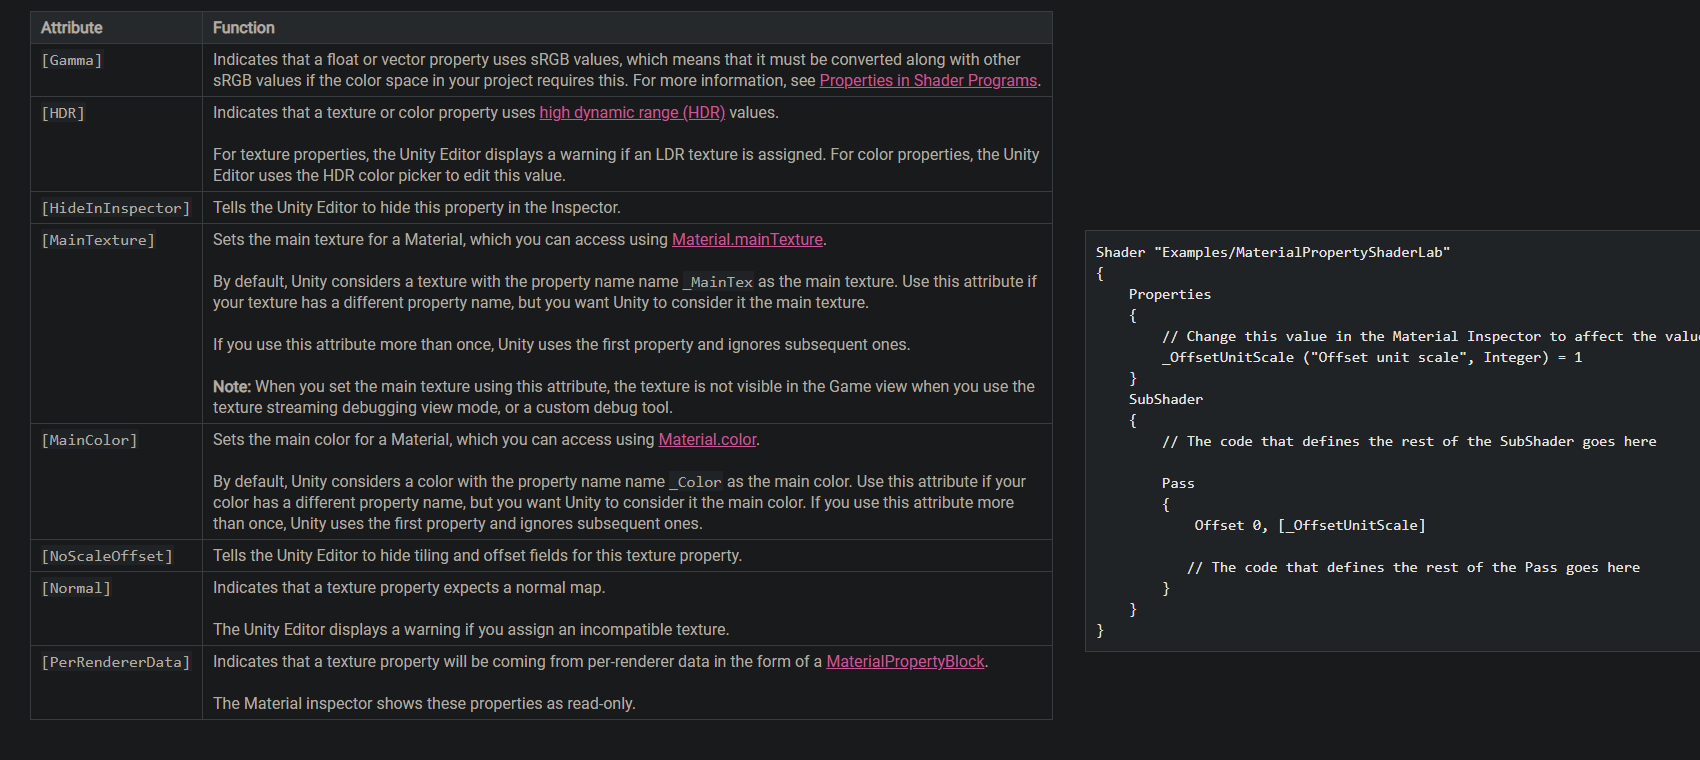 Attribute Function
[Gamma] Indicates that a float or vector property uses sRGB values, which means that it must be converted along with other
sRGB values if the color space in your project requires this. For more information, see Properties in Shader Programs.
[HDR] Indicates that a texture or color property uses high dynamic range (HDR) values.
For texture properties, the Unity Editor displays a warning if an LDR texture is assigned. For color properties, the Unity
Editor uses the HDR color picker to edit this value.
[HideInInspector] Tells the Unity Editor to hide this property in the Inspector.
[MainTexture] Sets the main texture for a Material, which you can access using Material.mainTexture.
By default, Unity considers a texture with the property name name _MainTex as the main texture. Use this attribute if
your texture has a different property name, but you want Unity to consider it the main texture.
If you use this attribute more than once, Unity uses the first property and ignores subsequent ones.
Note: When you set the main texture using this attribute, the texture is not visible in the Game view when you use the
texture streaming debugging view mode, or a custom debug tool.
[MainColor] Sets the main color for a Material, which you can access using Material.color.
By default, Unity considers a color with the property name name _Color as the main color. Use this attribute if your
color has a different property name, but you want Unity to consider it the main color. If you use this attribute more
than once, Unity uses the first property and ignores subsequent ones.
[NoScaleOffset] Tells the Unity Editor to hide tiling and offset fields for this texture property.
[Normal] Indicates that a texture property expects a normal map.
The Unity Editor displays a warning if you assign an incompatible texture.
[PerRendererData] Indicates that a texture property will be coming from per-renderer data in the form of a MaterialPropertyBlock.
The Material inspector shows these properties as read-only.
Shader "Examples/MaterialPropertyShaderLab"
{
Properties
{
// Change this value in the Material Inspector to affect the
_OffsetUnitScale ("Offset unit scale", Integer) = 1
}
SubShader
{
// The code that defines the rest of the SubShader goes here
Pass
{
Offset 0, [_OffsetUnitScale]
// The code that defines the rest of the Pass goes here
}
}
}